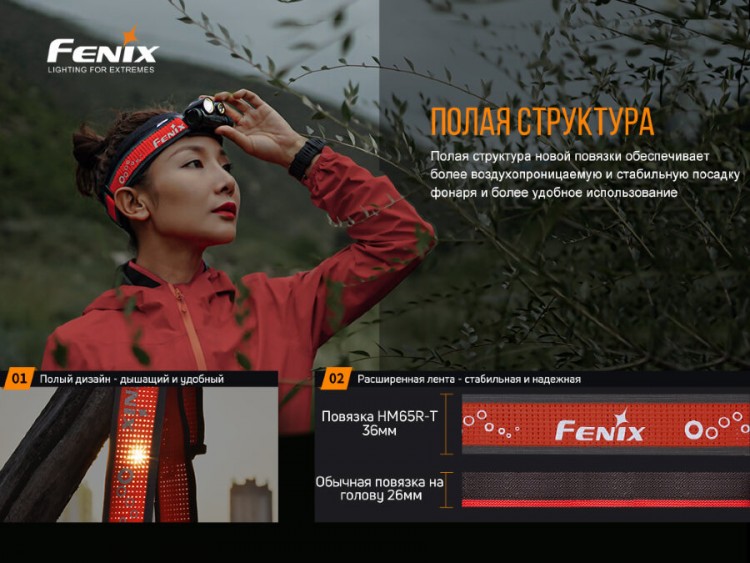 FENIX
LIGHTING FOR EXTREMES
FENIX
ПОЛАЯ СТРУКТУРА
Полая структура новой повязки обеспечивает
более воздухопроницаемую и стабильную посадку
фонаря и более удобное использование
01 Полый дизайн - дышащий и удобный
02 Расширенная лента - стабильная и надежная
Повязка HM65R-T
36мм
FENIX
Обычная повязка на
голову 26мм